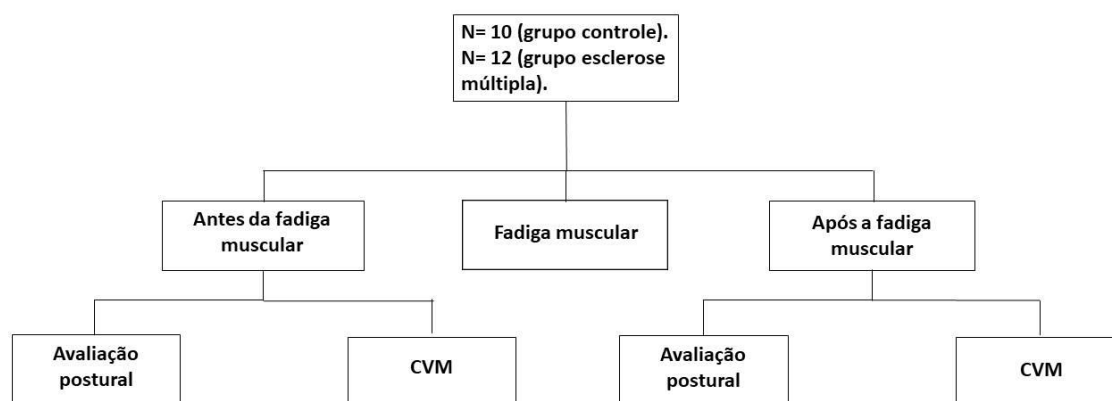 N= 10 (grupo controle).
N= 12 (grupo esclerose
múltipla).
Antes da fadiga
muscular
Fadiga muscular
Após a fadiga
muscular
Avaliação
postural
CVM
Avaliação
postural
CVM